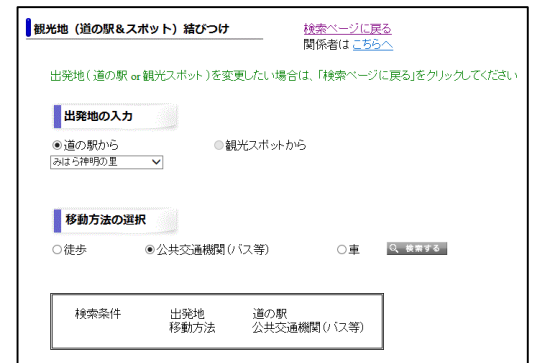 観光地（道の駅＆スポット）結びつけ
検索ページに戻る
関係者は こちらへ
出発地( 道の駅 or 観光スポット )を変更したい場合は、「検索ページに戻る」をクリックしてください
出発地の入力
道の駅から 観光スポットから
みはら神明の里
移動方法の選択
徒歩 公共交通機関(バス等) 車 検索する
検索条件 出発地 道の駅
移動方法 公共交通機関(バス等)